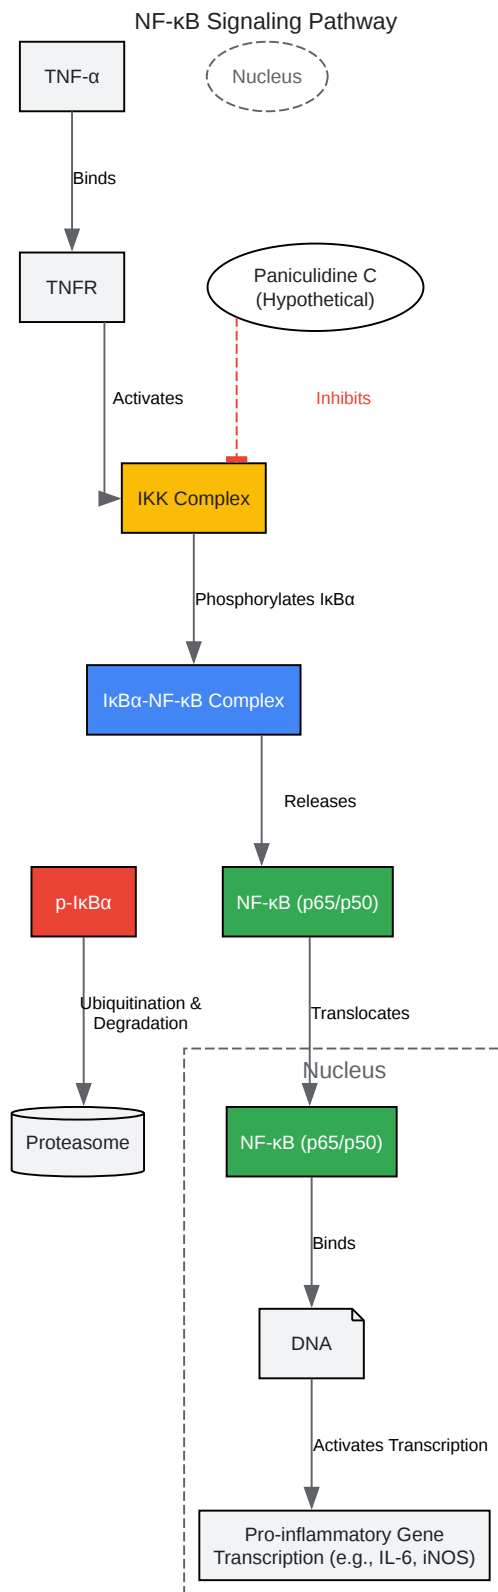 NF-κB Signaling Pathway
TNF-α
Nucleus
Binds
TNFR
Paniculidine C
(Hypothetical)
Activates
Inhibits
IKK Complex
Phosphorylates IκBα
IκBα-NF-κB Complex
Releases
p-IκBα
NF-κB (p65/p50)
Ubiquitination &
Degradation
Translocates
Nucleus
Proteasome
NF-κB (p65/p50)
Binds
DNA
Activates Transcription
Pro-inflammatory Gene
Transcription (e.g., IL-6, iNOS)